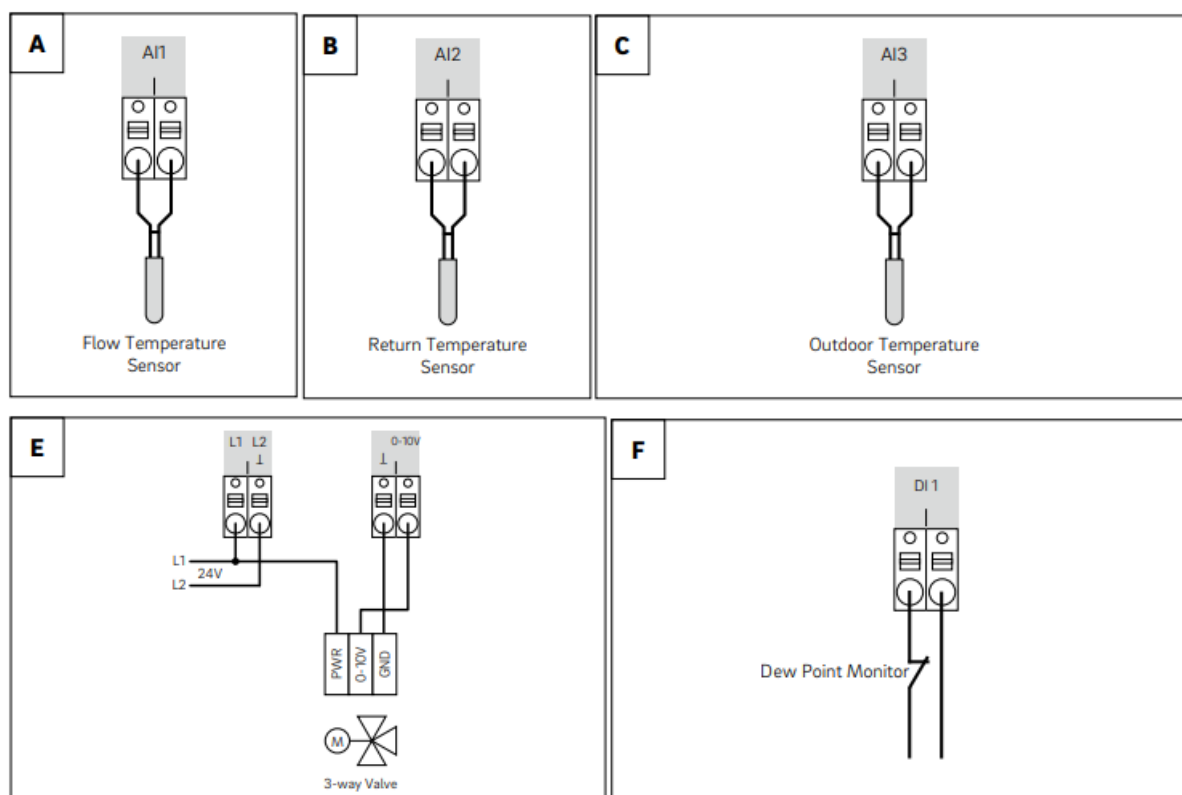 A
AI1
Flow Temperature
Sensor
B
AI2
Return Temperature
Sensor
C
AI3
Outdoor Temperature
Sensor
E
L1 L2
⊥
⊥ 0-10V
L1
24V
L2
PWR
0-10V
GND
M
3-way Valve
F
DI 1
Dew Point Monitor